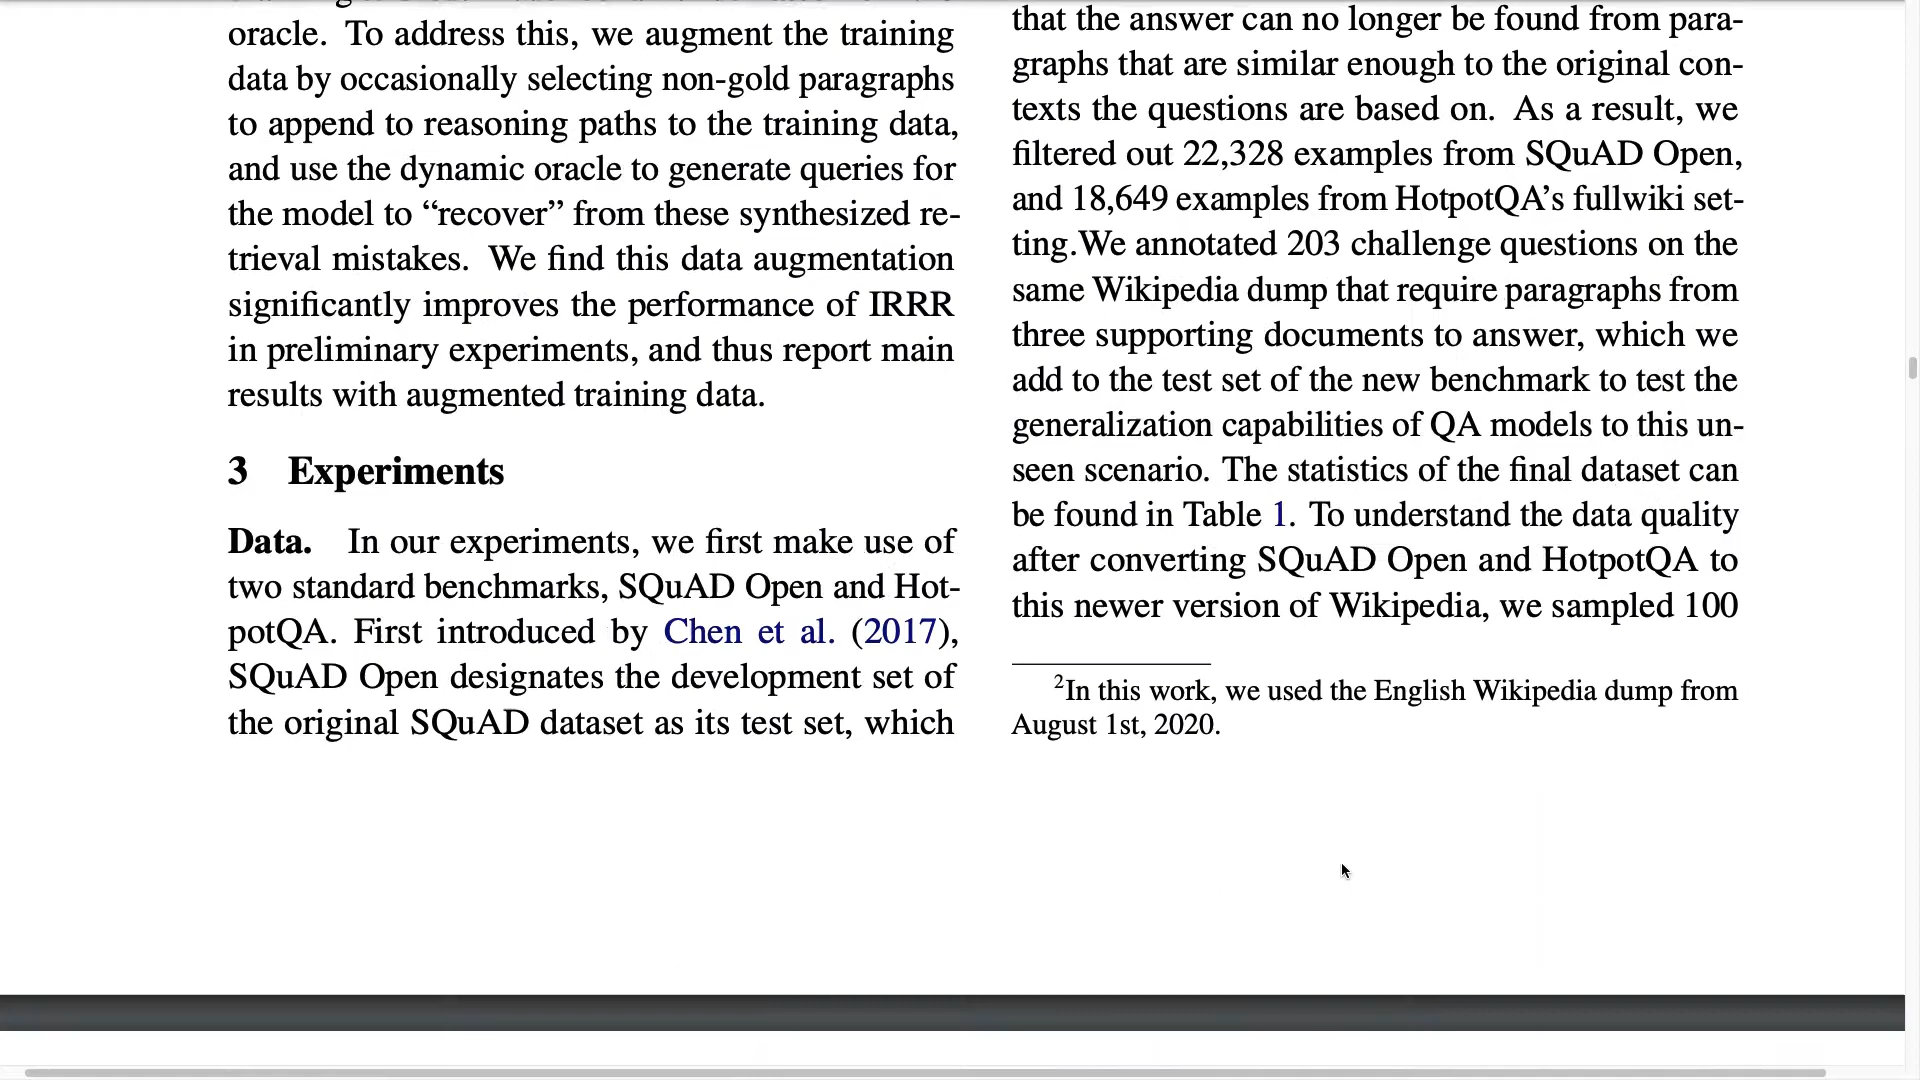 oracle. To address this, we augment the training
data by occasionally selecting non-gold paragraphs
to append to reasoning paths to the training data,
and use the dynamic oracle to generate queries for
the model to “recover” from these synthesized re-
trieval mistakes. We find this data augmentation
significantly improves the performance of IRRR
in preliminary experiments, and thus report main
results with augmented training data.
3 Experiments
Data. In our experiments, we first make use of
two standard benchmarks, SQuAD Open and Hot-
potQA. First introduced by Chen et al. (2017),
SQuAD Open designates the development set of
the original SQuAD dataset as its test set, which
that the answer can no longer be found from para-
graphs that are similar enough to the original con-
texts the questions are based on. As a result, we
filtered out 22,328 examples from SQuAD Open,
and 18,649 examples from HotpotQA’s fullwiki set-
ting.We annotated 203 challenge questions on the
same Wikipedia dump that require paragraphs from
three supporting documents to answer, which we
add to the test set of the new benchmark to test the
generalization capabilities of QA models to this un-
seen scenario. The statistics of the final dataset can
be found in Table 1. To understand the data quality
after converting SQuAD Open and HotpotQA to
this newer version of Wikipedia, we sampled 100
2In this work, we used the English Wikipedia dump from
August 1st, 2020.